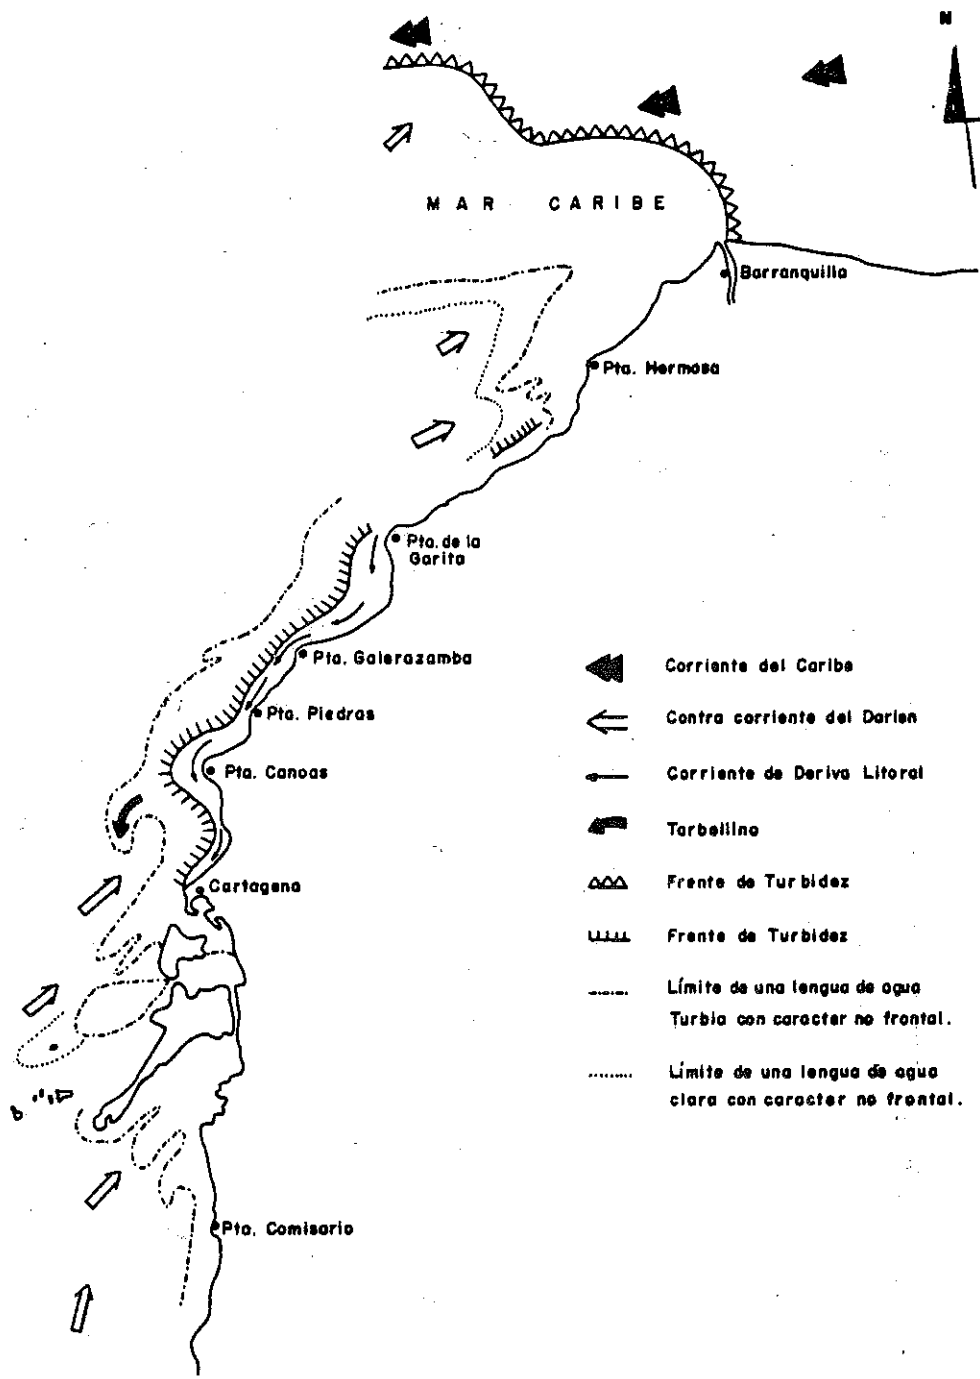 N
MAR CARIBE
Barranquilla
Pta. Hermosa
Pta. de la
Garita
Pta. Galerazamba
Pta. Piedras
Pta. Canoas
Cartagena
Pta. Comisario
Corriente del Caribe
Contra corriente del Darien
Corriente de Deriva Litoral
Torbellino
Frente de Turbidez
Frente de Turbidez
Límite de una lengua de agua
Turbia con caracter no frontal.
Límite de una lengua de agua
clara con caracter no frontal.